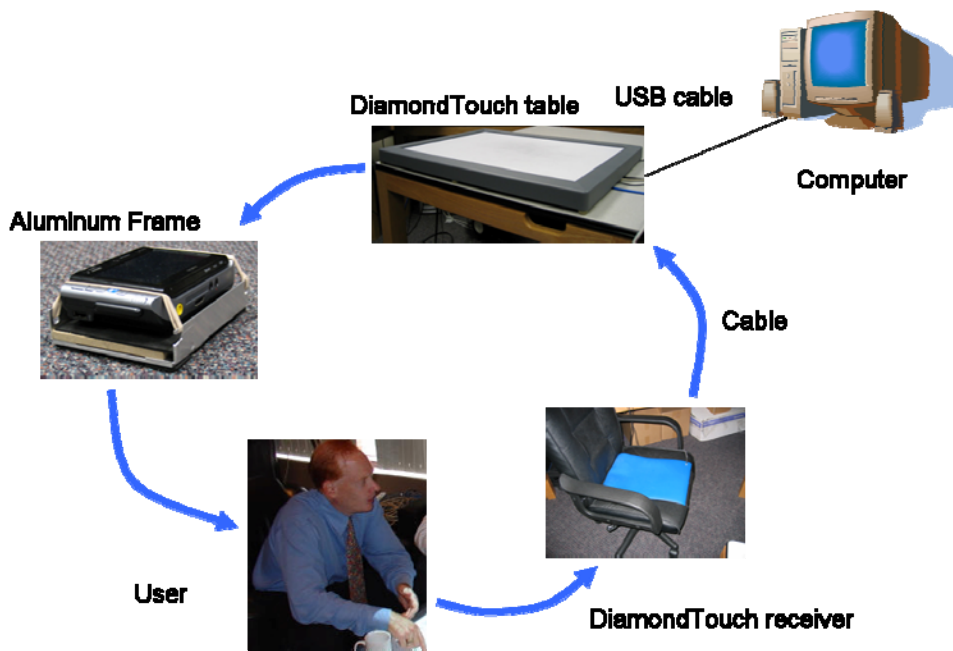 USB cable
DiamondTouch table
Computer
Aluminum Frame
Cable
User
DiamondTouch receiver